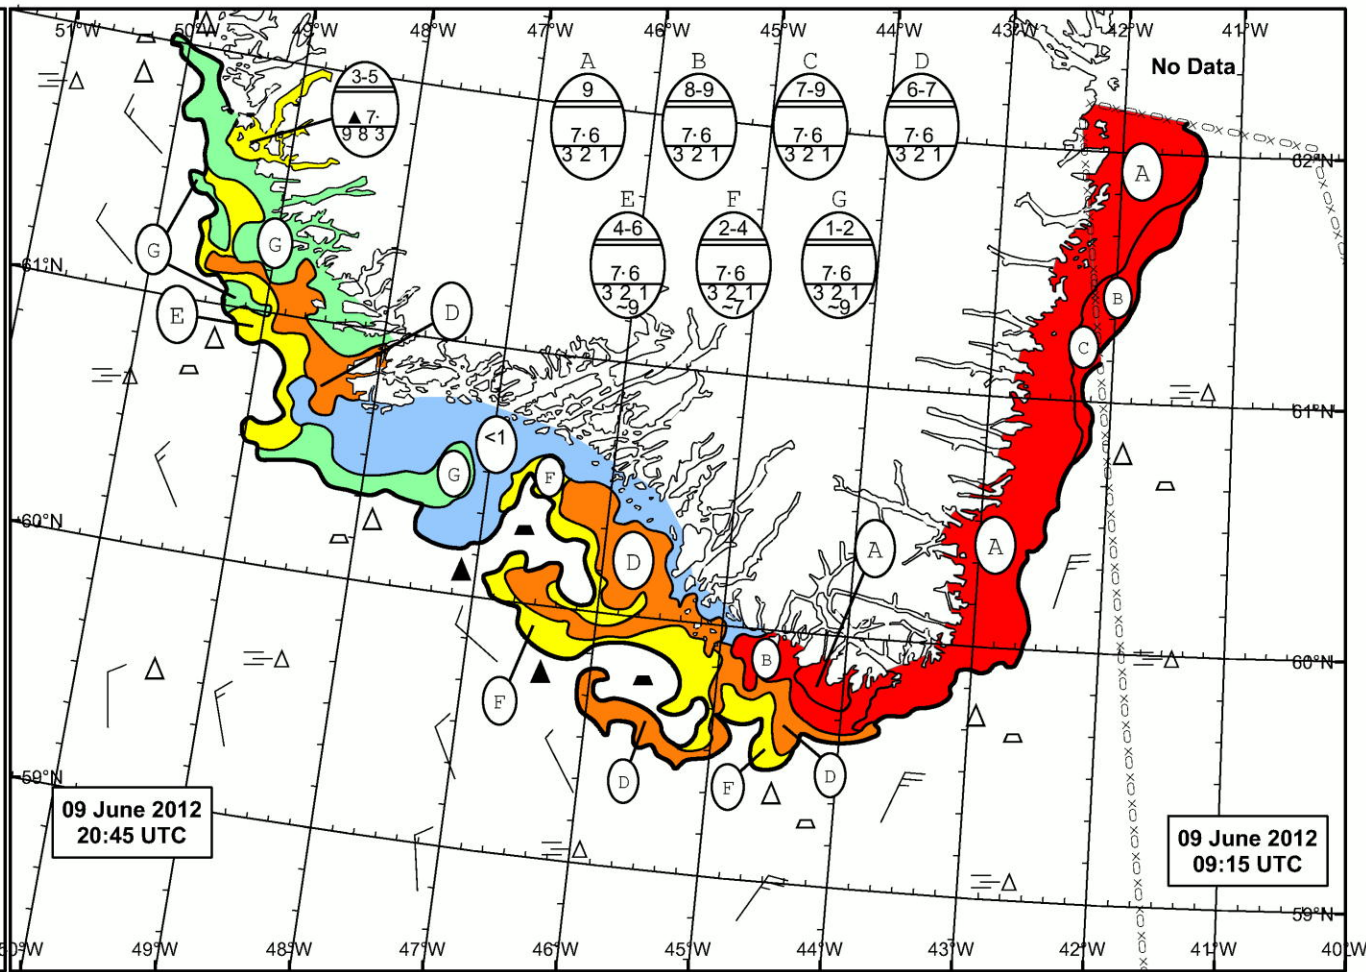 51°W 50°W 49°W 48°W 47°W 46°W 45°W 44°W 43°W 42°W 41°W
No Data
3-5
▲ 7·
9 8 3
A B C D
9 8-9 7-9 6-7
7·6 7·6 7·6 7·6
3 2 1 3 2 1 3 2 1 3 2 1
62°N
A
E F G
4-6 2-4 1-2
7·6 7·6 7·6
3 2 1 3 2 1 3 2 1
~9 ~7 ~9
G G
61°N
B
E D
C
61°N
<1
G F
60°N
A A
D
B
60°N
F
D F D
59°N
09 June 2012
20:45 UTC
09 June 2012
09:15 UTC
59°N
50°W 49°W 48°W 47°W 46°W 45°W 44°W 43°W 42°W 41°W 40°W